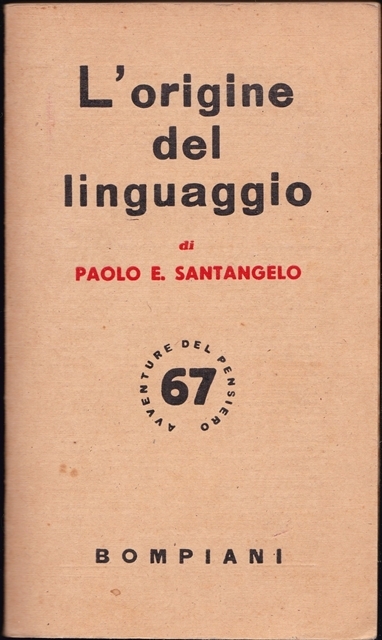 L'origine
del
linguaggio
di
PAOLO E. SANTANGELO
AVVENTURE DEL PENSIERO
67
BOMPIANI